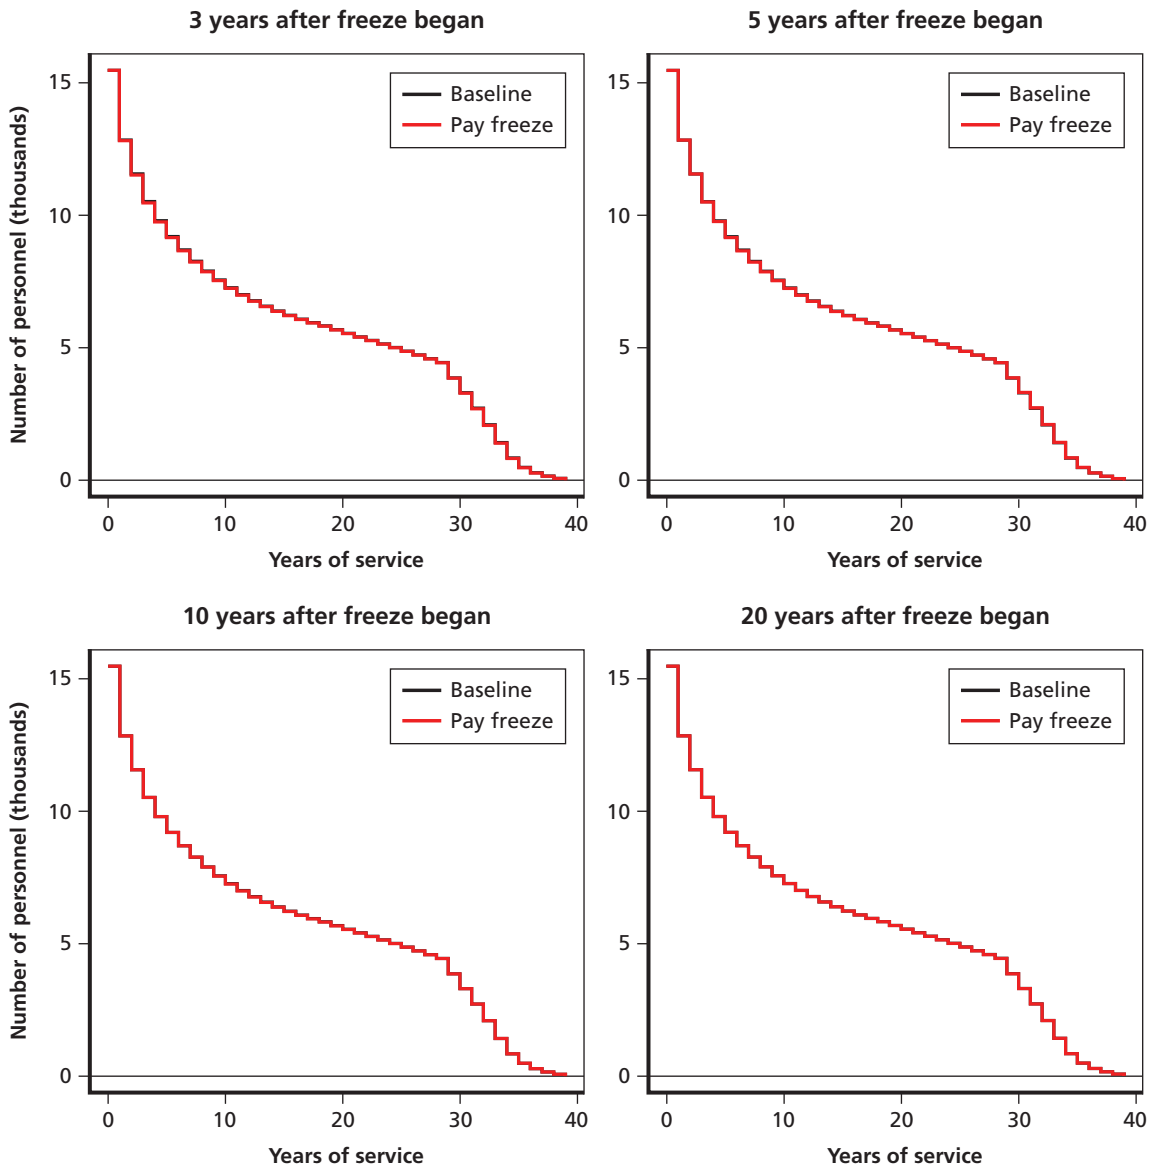 3 years after freeze began
Number of personnel (thousands)
15
10
5
0
Baseline
Pay freeze
0 10 20 30 40
Years of service
5 years after freeze began
15
10
5
0
Baseline
Pay freeze
0 10 20 30 40
Years of service
10 years after freeze began
Number of personnel (thousands)
15
10
5
0
Baseline
Pay freeze
0 10 20 30 40
Years of service
20 years after freeze began
15
10
5
0
Baseline
Pay freeze
0 10 20 30 40
Years of service